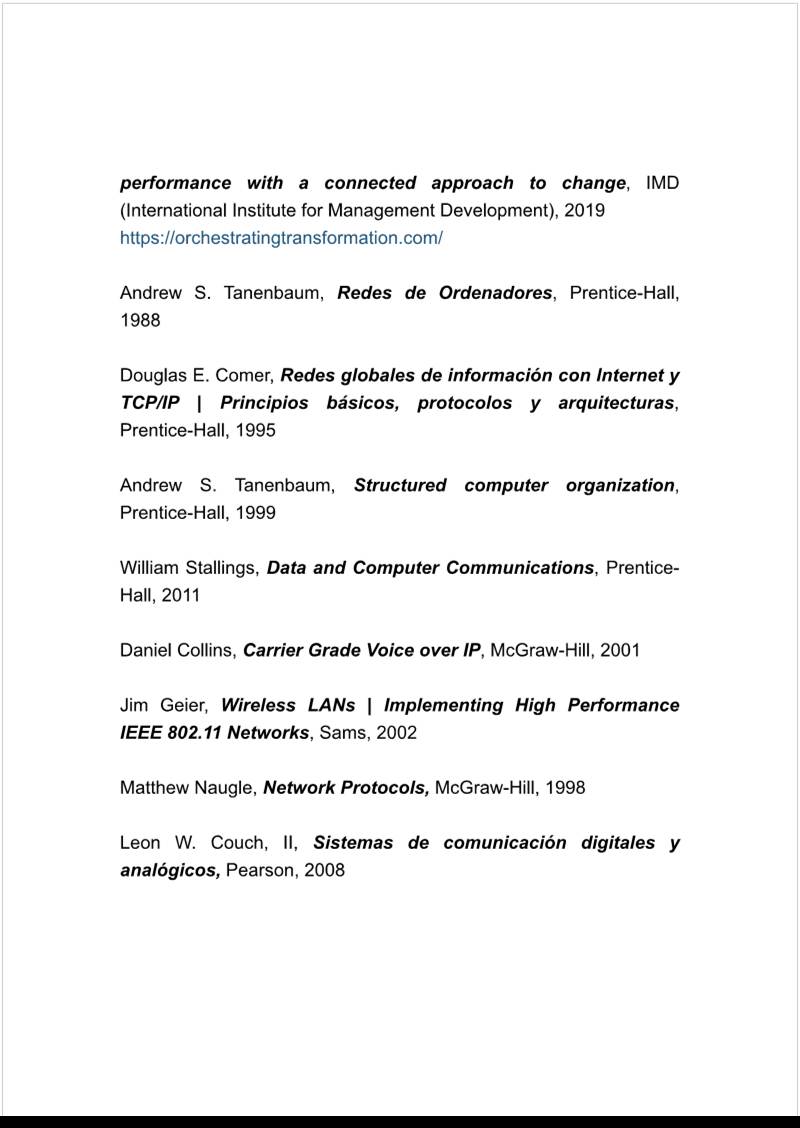 performance with a connected approach to change, IMD
(International Institute for Management Development), 2019
https://orchestratingtransformation.com/
Andrew S. Tanenbaum, Redes de Ordenadores, Prentice-Hall,
1988
Douglas E. Comer, Redes globales de información con Internet y
TCP/IP | Principios básicos, protocolos y arquitecturas,
Prentice-Hall, 1995
Andrew S. Tanenbaum, Structured computer organization,
Prentice-Hall, 1999
William Stallings, Data and Computer Communications, Prentice-
Hall, 2011
Daniel Collins, Carrier Grade Voice over IP, McGraw-Hill, 2001
Jim Geier, Wireless LANs | Implementing High Performance
IEEE 802.11 Networks, Sams, 2002
Matthew Naugle, Network Protocols, McGraw-Hill, 1998
Leon W. Couch, II, Sistemas de comunicación digitales y
analógicos, Pearson, 2008